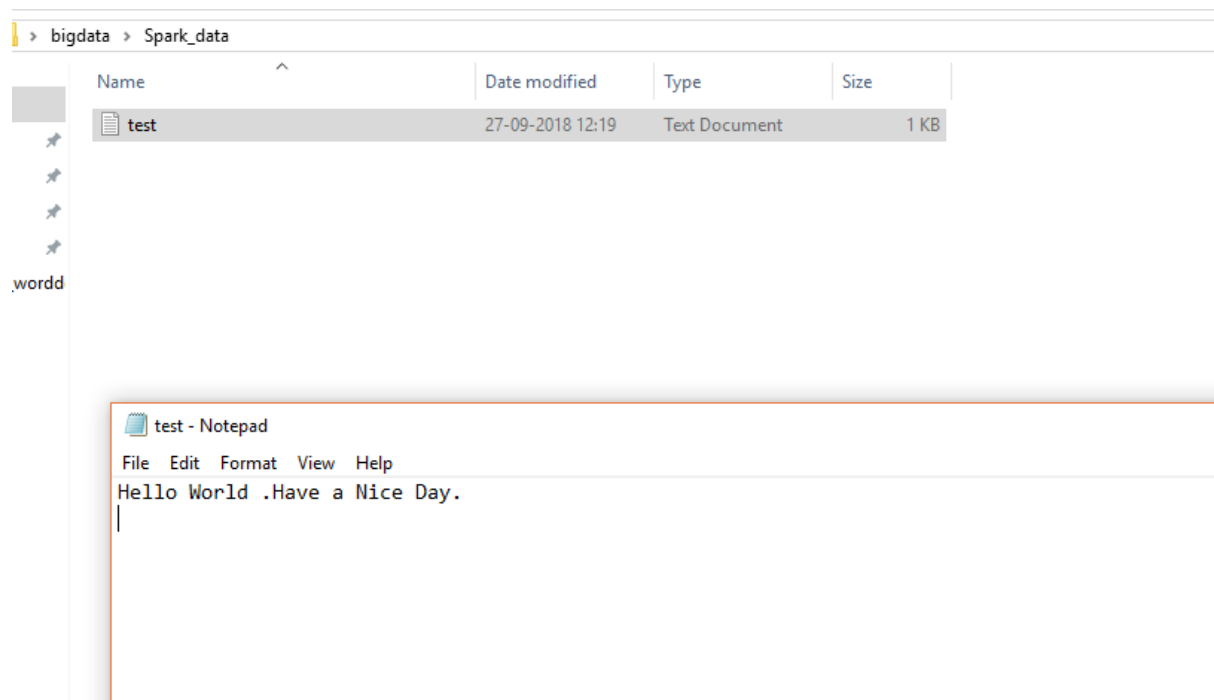 > bigdata > Spark_data
Name Date modified Type Size
test 27-09-2018 12:19 Text Document 1 KB
_wordd
test - Notepad
File Edit Format View Help
Hello World .Have a Nice Day.